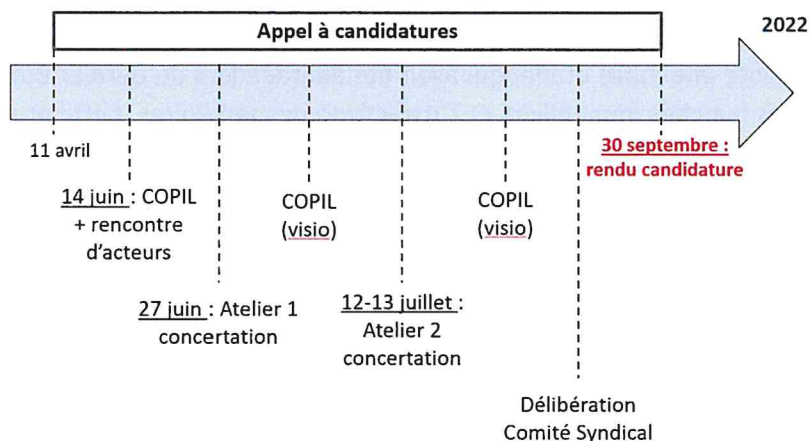 Appel à candidatures
2022
11 avril
30 septembre :
rendu candidature
14 juin : COPIL
+ rencontre
d'acteurs
COPIL
(visio)
COPIL
(visio)
27 juin : Atelier 1
concertation
12-13 juillet :
Atelier 2
concertation
Délibération
Comité Syndical